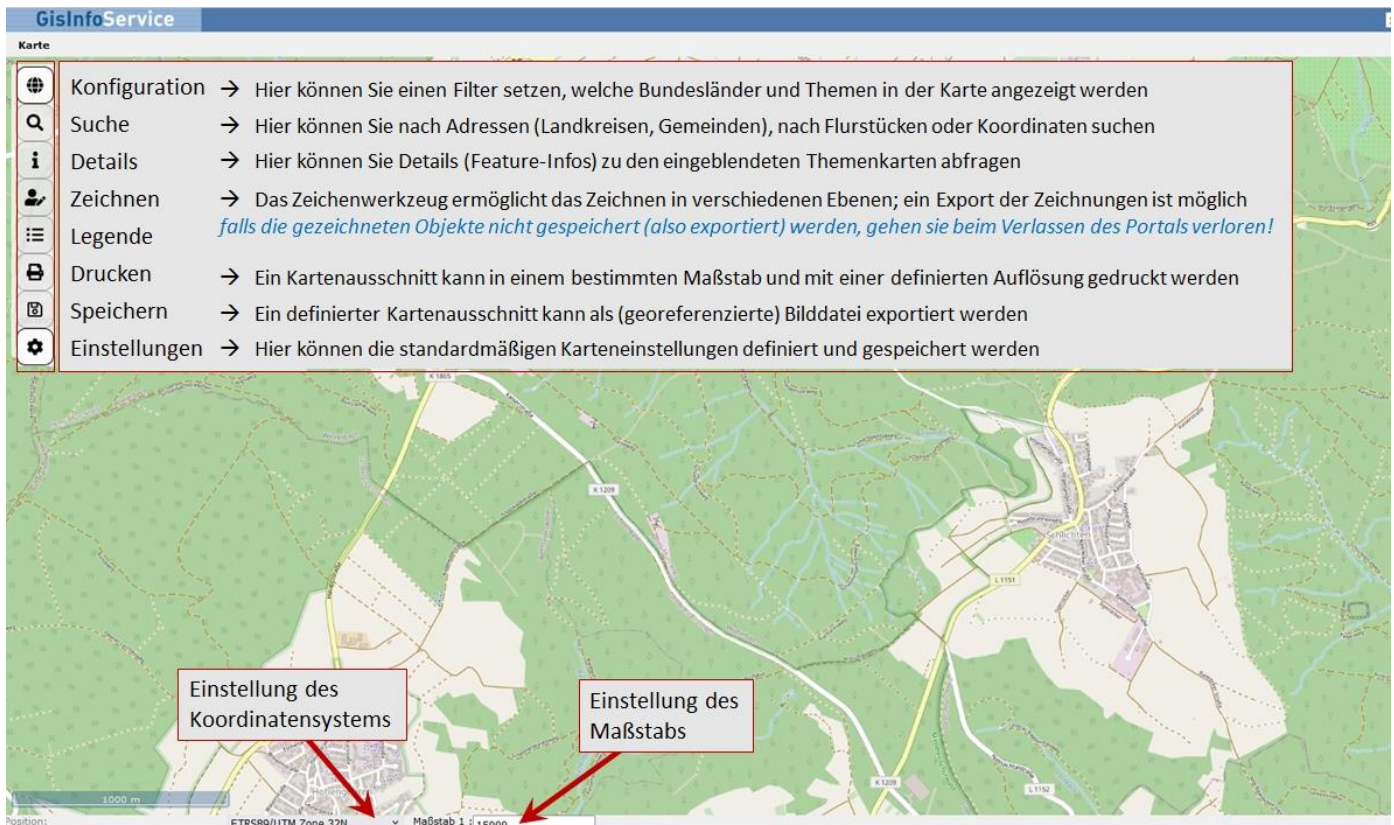 GisInfoService
Karte
Konfiguration → Hier können Sie einen Filter setzen, welche Bundesländer und Themen in der Karte angezeigt werden
Suche → Hier können Sie nach Adressen (Landkreisen, Gemeinden), nach Flurstücken oder Koordinaten suchen
Details → Hier können Sie Details (Feature-Infos) zu den eingeblendeten Themenkarten abfragen
Zeichnen → Das Zeichenwerkzeug ermöglicht das Zeichnen in verschiedenen Ebenen; ein Export der Zeichnungen ist möglich
Legende falls die gezeichneten Objekte nicht gespeichert (also exportiert) werden, gehen sie beim Verlassen des Portals verloren!
Drucken → Ein Kartenausschnitt kann in einem bestimmten Maßstab und mit einer definierten Auflösung gedruckt werden
Speichern → Ein definierter Kartenausschnitt kann als (georeferenzierte) Bilddatei exportiert werden
Einstellungen → Hier können die standardmäßigen Karteneinstellungen definiert und gespeichert werden
K 1865
K 1209
Schlichten
L 1151
Einstellung des
Koordinatensystems
Einstellung des
Maßstabs
K 1209
L 1152
1000 m
Position:
ETRS89/UTM Zone 32N
Maßstab 1 : 15000